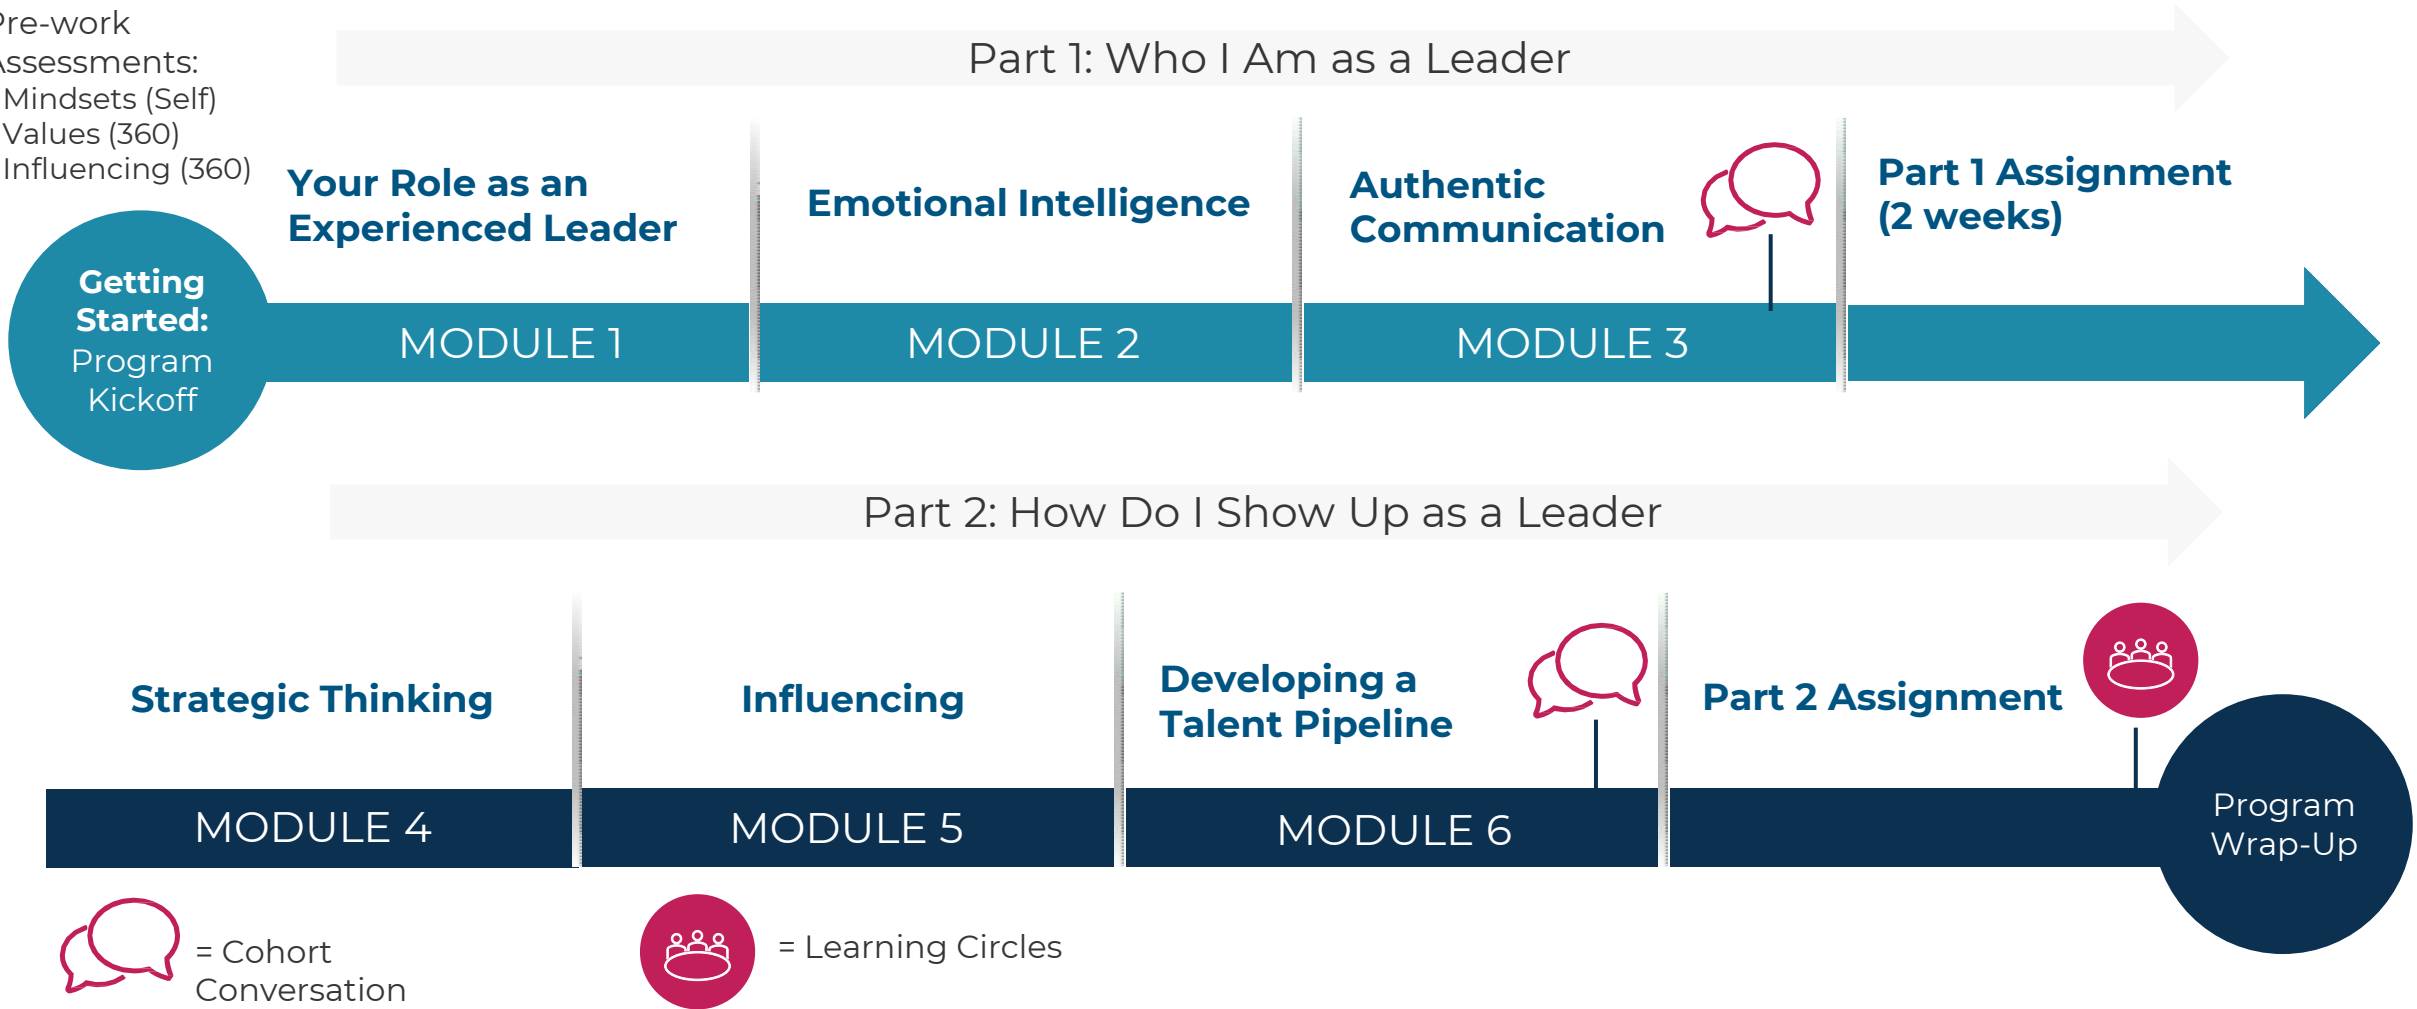 Pre-work
Assessments:
Mindsets (Self)
Values (360)
Influencing (360)
Part 1: Who I Am as a Leader
Your Role as an
Experienced Leader
Emotional Intelligence
Authentic
Communication
Part 1 Assignment
(2 weeks)
Getting
Started:
Program
Kickoff
MODULE 1
MODULE 2
MODULE 3
Part 2: How Do I Show Up as a Leader
Strategic Thinking
Influencing
Developing a
Talent Pipeline
Part 2 Assignment
MODULE 4
MODULE 5
MODULE 6
Program
Wrap-Up
= Cohort
Conversation
= Learning Circles